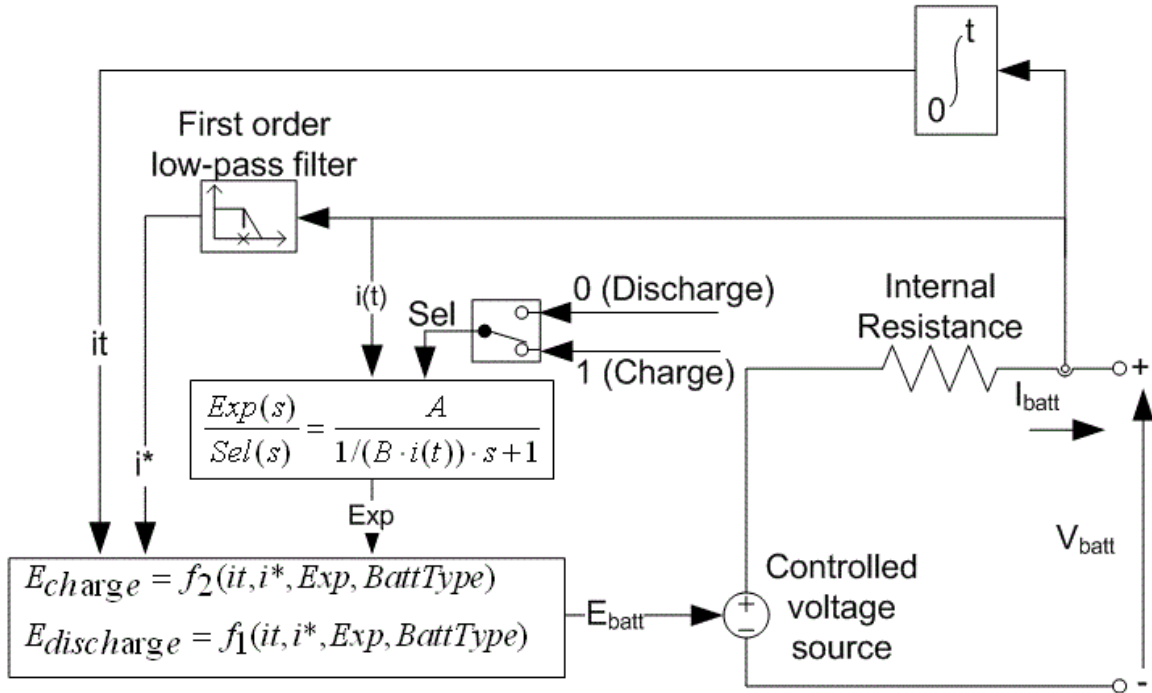 t
0
First order
low-pass filter
i(t)
Sel
0 (Discharge)
1 (Charge)
Internal
Resistance
it
i*
Exp(s)/Sel(s) = A/(1/(B·i(t))·s+1)
+
I_batt
Exp
V_batt
E_charge = f_2(it,i*,Exp,BattType)
E_discharge = f_1(it,i*,Exp,BattType)
E_batt
+
−
Controlled
voltage
source
-